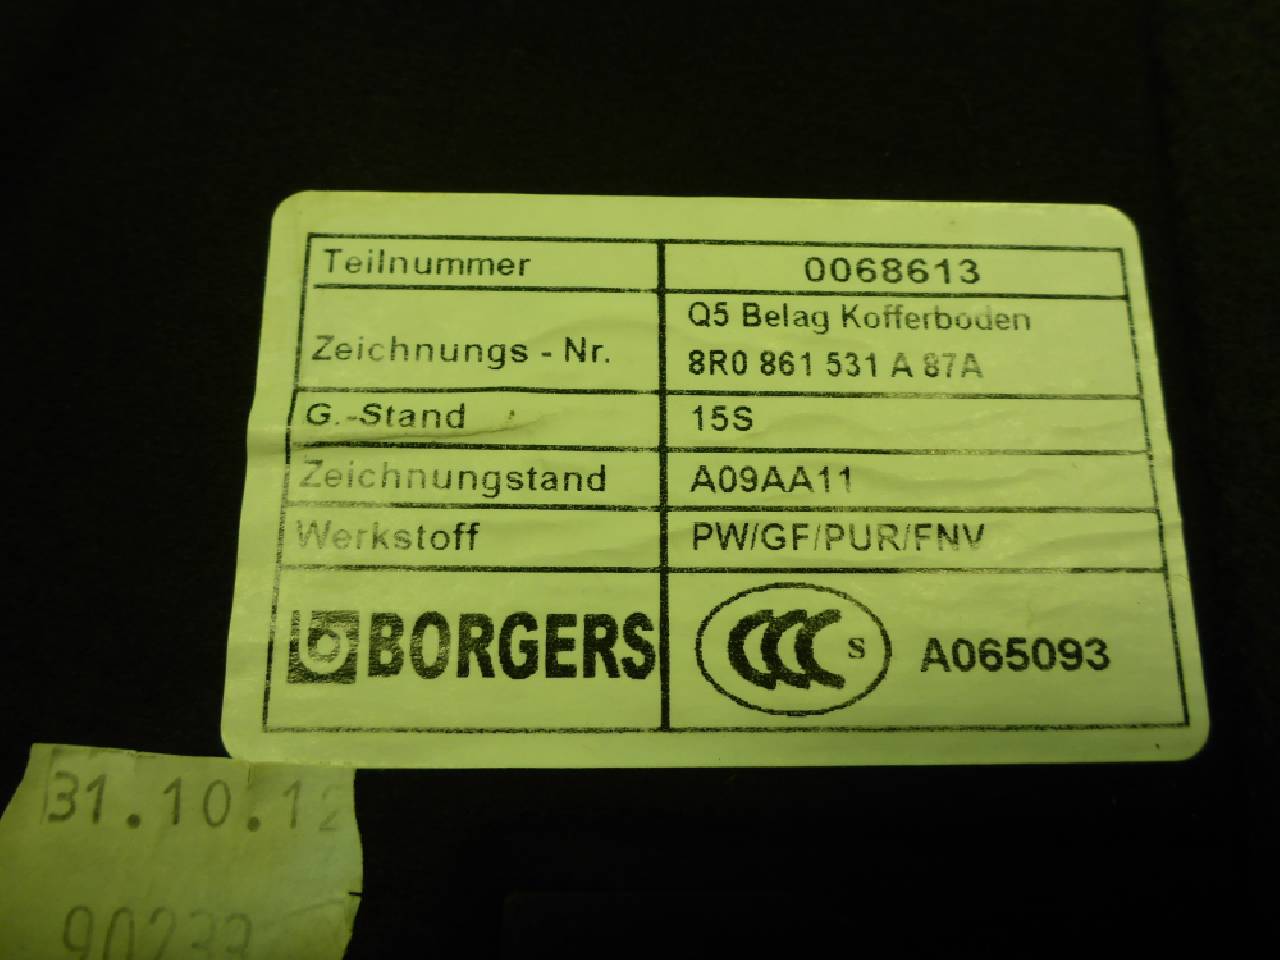 Teilnummer 0068613
Zeichnungs - Nr. Q5 Belag Kofferboden
8R0 861 531 A 87A
G.-Stand 15S
Zeichnungstand A09AA11
Werkstoff PW/GF/PUR/FNV
BORGERS CCC S A065093
31.10.12
90233